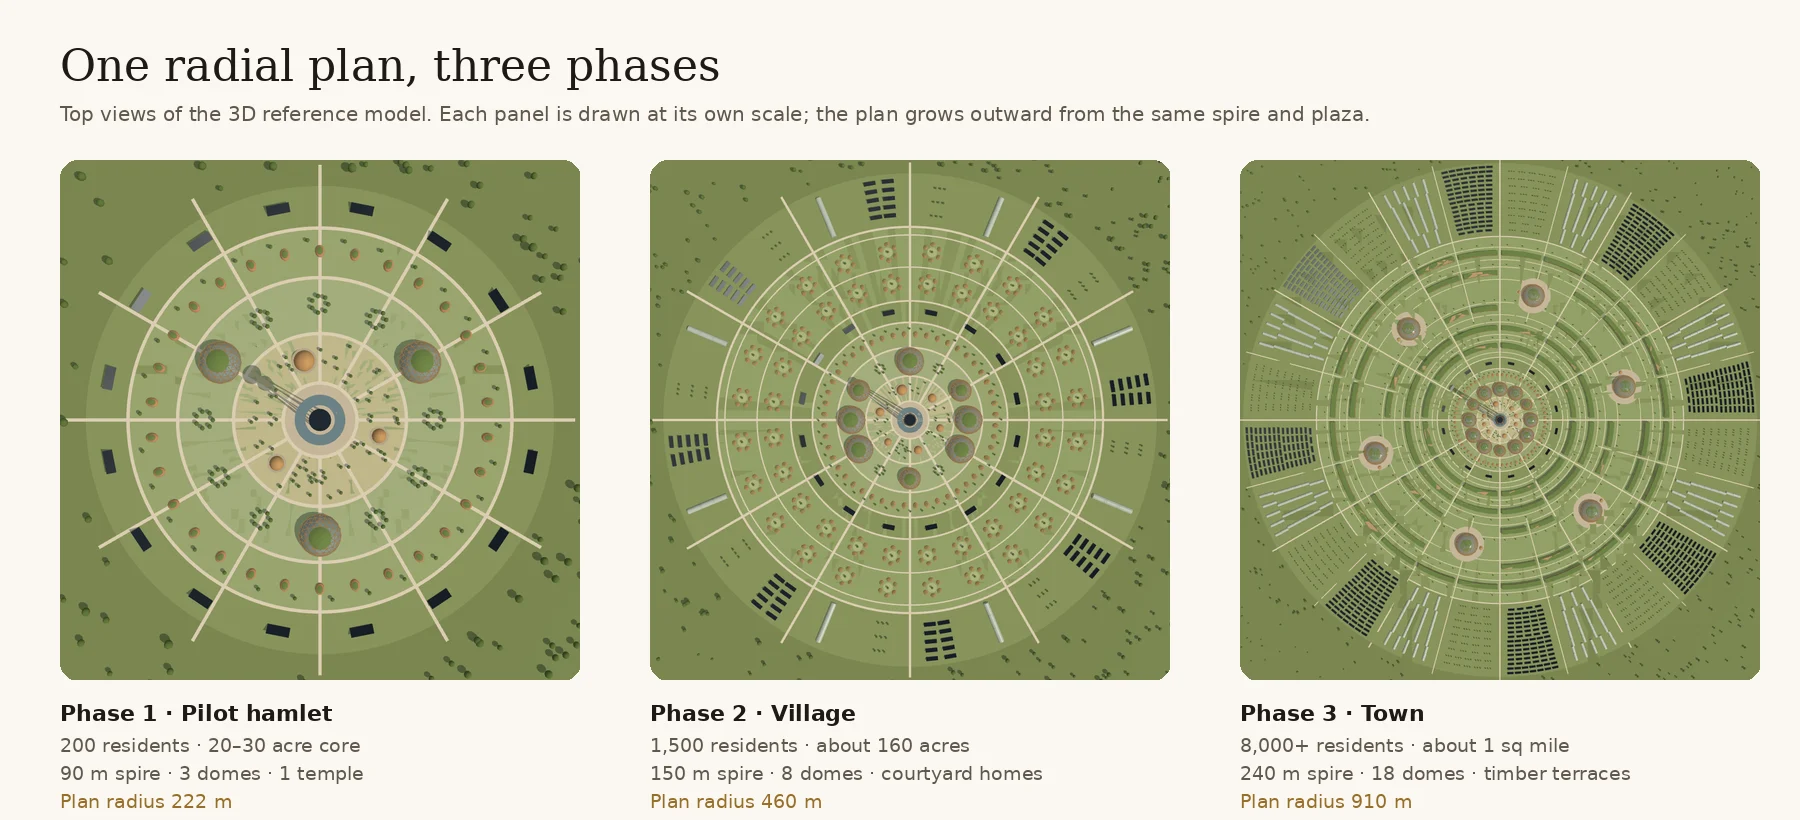 One radial plan, three phases
Top views of the 3D reference model. Each panel is drawn at its own scale; the plan grows outward from the same spire and plaza.
Phase 1 · Pilot hamlet
200 residents · 20–30 acre core
90 m spire · 3 domes · 1 temple
Plan radius 222 m
Phase 2 · Village
1,500 residents · about 160 acres
150 m spire · 8 domes · courtyard homes
Plan radius 460 m
Phase 3 · Town
8,000+ residents · about 1 sq mile
240 m spire · 18 domes · timber terraces
Plan radius 910 m